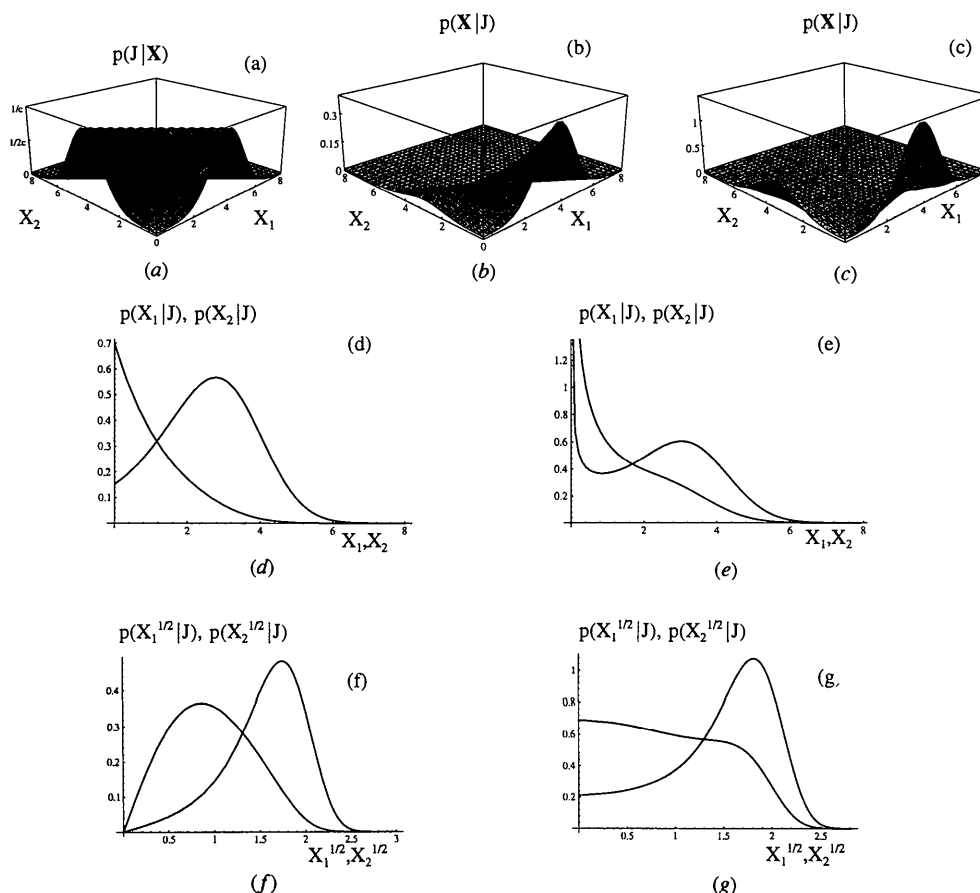 p(J|X) (a)
1/c
1/2c
0
8 6 4 2 0 2 4 6 8
X₂ X₁
(a)
p(X|J) (b)
0.3
0.15
0
8 6 4 2 0 2 4 6 8
X₂ X₁
(b)
p(X|J) (c)
1
0.5
0
8 6 4 2 2 4 6
X₂ X₁
(c)
p(X₁|J), p(X₂|J)
(d)
0.7
0.6
0.5
0.4
0.3
0.2
0.1
2 4 6 8
X₁,X₂
(d)
p(X₁|J), p(X₂|J)
(e)
1.2
1
0.8
0.6
0.4
0.2
2 4 6 8
X₁,X₂
(e)
p(X₁^1/2|J), p(X₂^1/2|J)
(f)
0.4
0.3
0.2
0.1
0.5 1 1.5 2 2.5 3
X₁^1/2,X₂^1/2
(f)
p(X₁^1/2|J), p(X₂^1/2|J)
(g
1
0.8
0.6
0.4
0.2
0.5 1 1.5 2 2.5
X₁^1/2,X₂^1/2
(g)